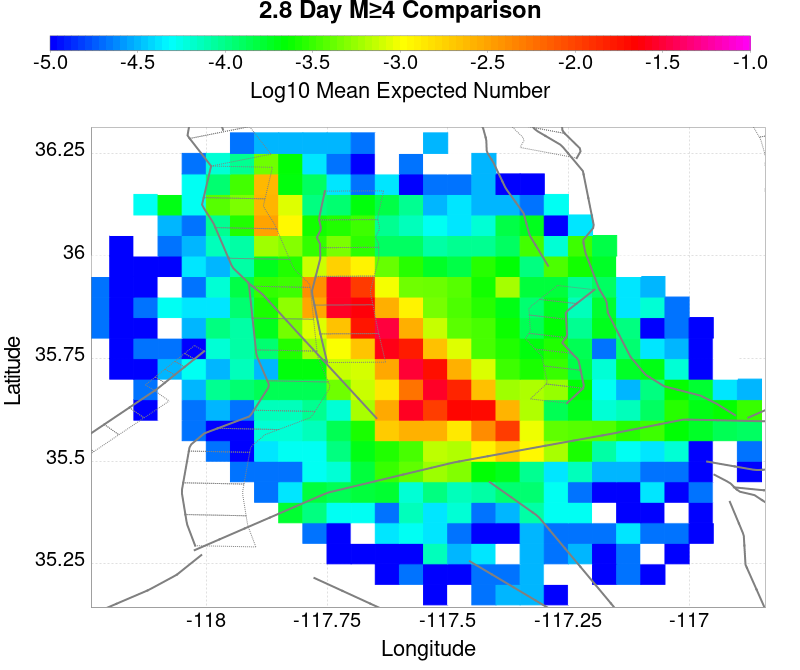 2.8 Day M≥4 Comparison
-5.0 -4.5 -4.0 -3.5 -3.0 -2.5 -2.0 -1.5 -1.0
Log10 Mean Expected Number
36.25
36
35.75
35.5
35.25
Latitude
-118 -117.75 -117.5 -117.25 -117
Longitude